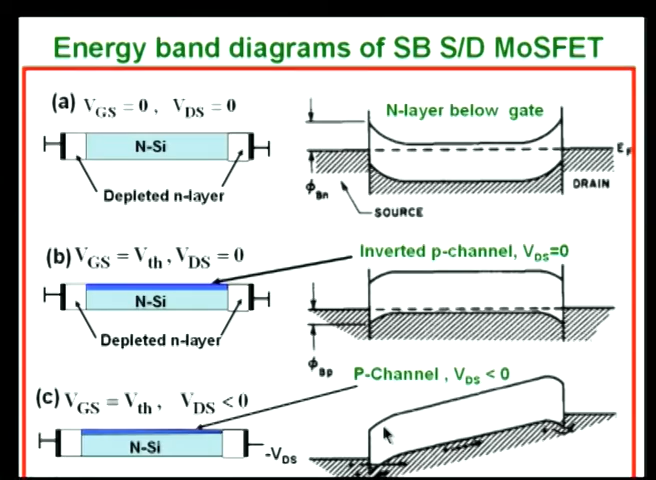 Energy band diagrams of SB S/D MoSFET
(a) VGS = 0 , VDS = 0
N-layer below gate
N-Si
EF
Depleted n-layer
ϕBn
DRAIN
SOURCE
(b) VGS = Vth , VDS = 0
Inverted p-channel, VDS=0
N-Si
Depleted n-layer
ϕBp
P-Channel , VDS < 0
(c) VGS = Vth , VDS < 0
N-Si
-VDS